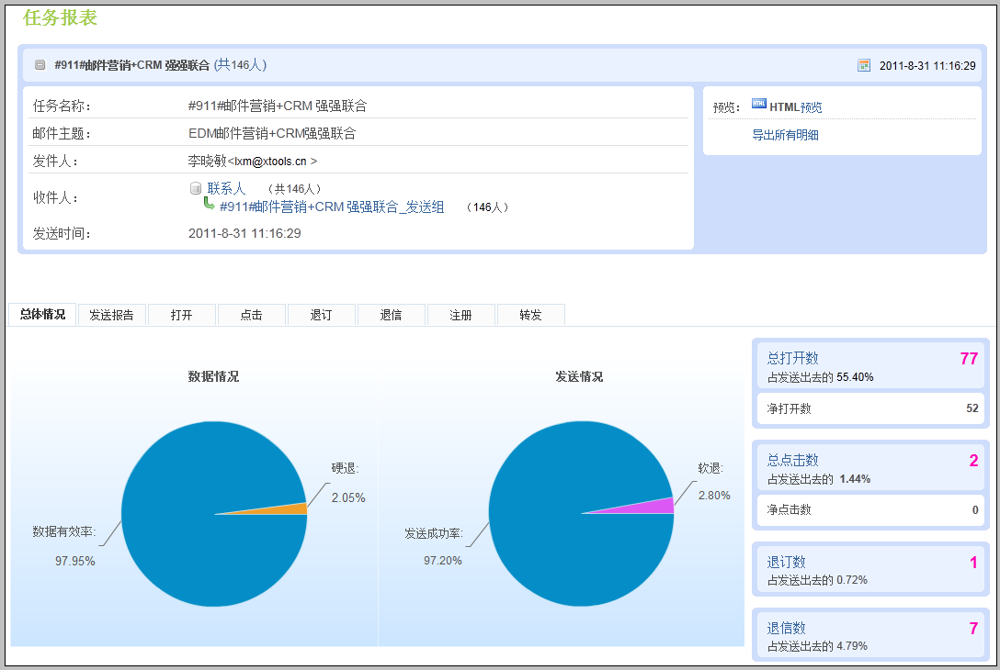 任务报表
#911#邮件营销+CRM 强强联合 (共146人)
2011-8-31 11:16:29
任务名称: #911#邮件营销+CRM 强强联合
邮件主题: EDM邮件营销+CRM强强联合
发件人: 李晓敏<lxm@xtools.cn >
收件人: 联系人 （共146人）
#911#邮件营销+CRM 强强联合_发送组 （146人）
发送时间: 2011-8-31 11:16:29
预览: HTML HTML预览
导出所有明细
总体情况 发送报告 打开 点击 退订 退信 注册 转发
数据情况
硬退:
2.05%
数据有效率:
97.95%
发送情况
软退:
2.80%
发送成功率:
97.20%
总打开数 77
占发送出去的 55.40%
净打开数 52
总点击数 2
占发送出去的 1.44%
净点击数 0
退订数 1
占发送出去的 0.72%
退信数 7
占发送出去的 4.79%